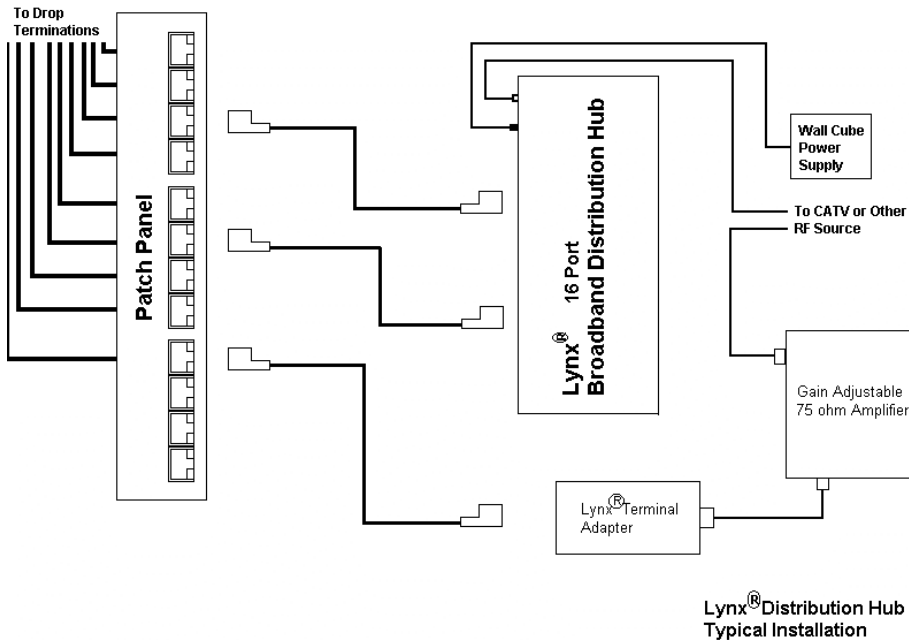 To Drop
Terminations
Patch Panel
Lynx® 16 Port
Broadband Distribution Hub
Wall Cube
Power
Supply
To CATV or Other
RF Source
Gain Adjustable
75 ohm Amplifier
Lynx®Terminal
Adapter
Lynx®Distribution Hub
Typical Installation